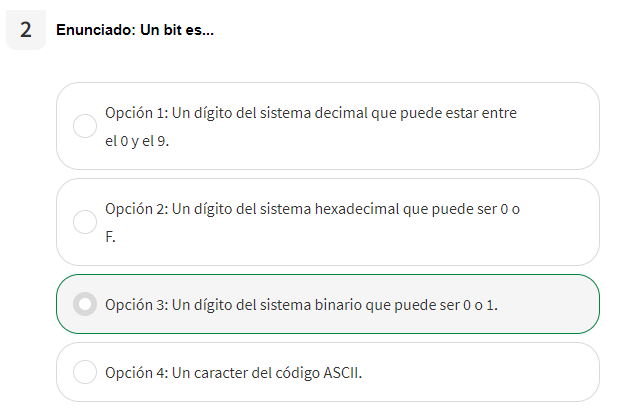 2
Enunciado: Un bit es...
Opción 1: Un dígito del sistema decimal que puede estar entre
el 0 y el 9.
Opción 2: Un dígito del sistema hexadecimal que puede ser 0 o
F.
Opción 3: Un dígito del sistema binario que puede ser 0 o 1.
Opción 4: Un caracter del código ASCII.